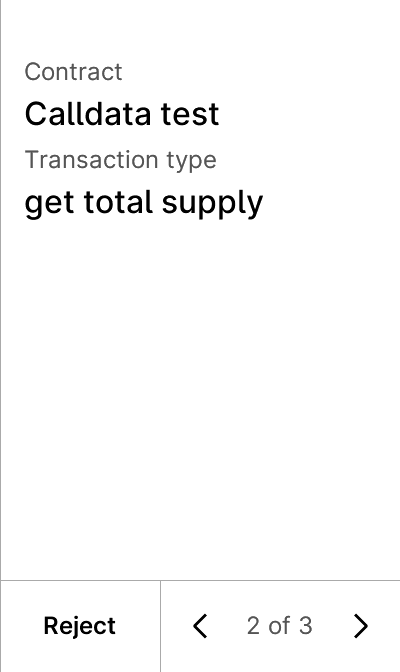 Contract
Calldata test
Transaction type
get total supply
Reject
2 of 3